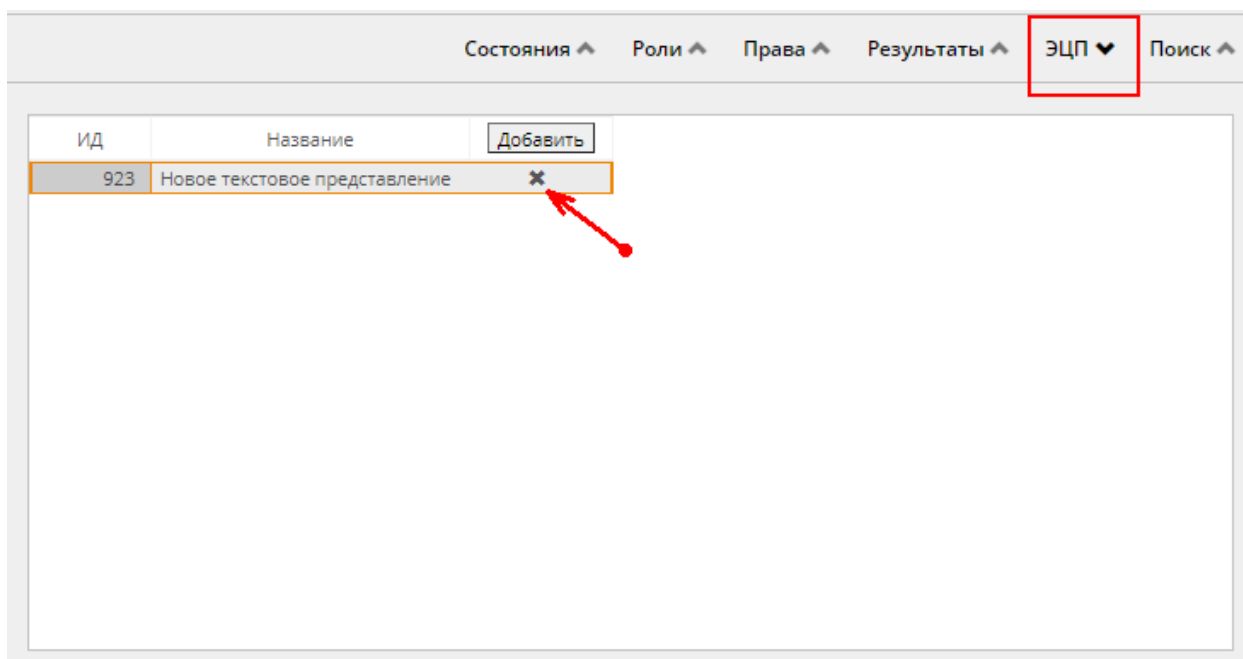 Состояния Роли Права Результаты ЭЦП Поиск
ИД Название Добавить
923 Новое текстовое представление